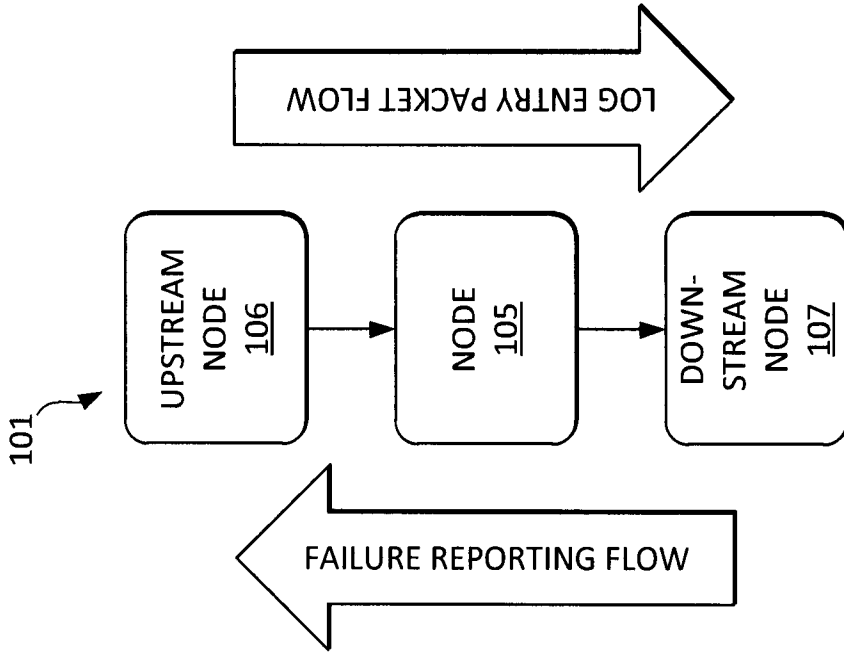 101
UPSTREAM
NODE
106
NODE
105
DOWN-
STREAM
NODE
107
FAILURE REPORTING FLOW
LOG ENTRY PACKET FLOW